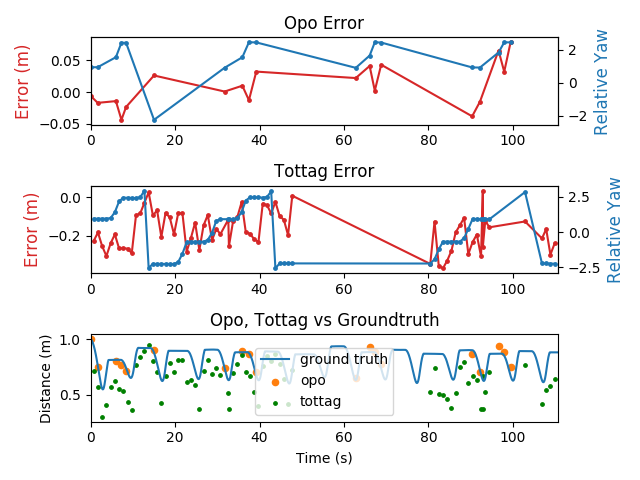 Opo Error
Error (m)
0.05
0.00
−0.05
2
0
−2
Relative Yaw
0 20 40 60 80 100
Tottag Error
Error (m)
0.0
−0.2
2.5
0.0
−2.5
Relative Yaw
0 20 40 60 80 100
Opo, Tottag vs Groundtruth
Distance (m)
1.0
0.5
ground truth
opo
tottag
0 20 40 60 80 100
Time (s)